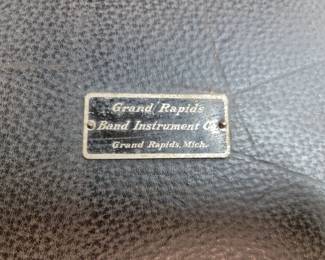 Grand Rapids
Band Instrument Co.
Grand Rapids, Mich.